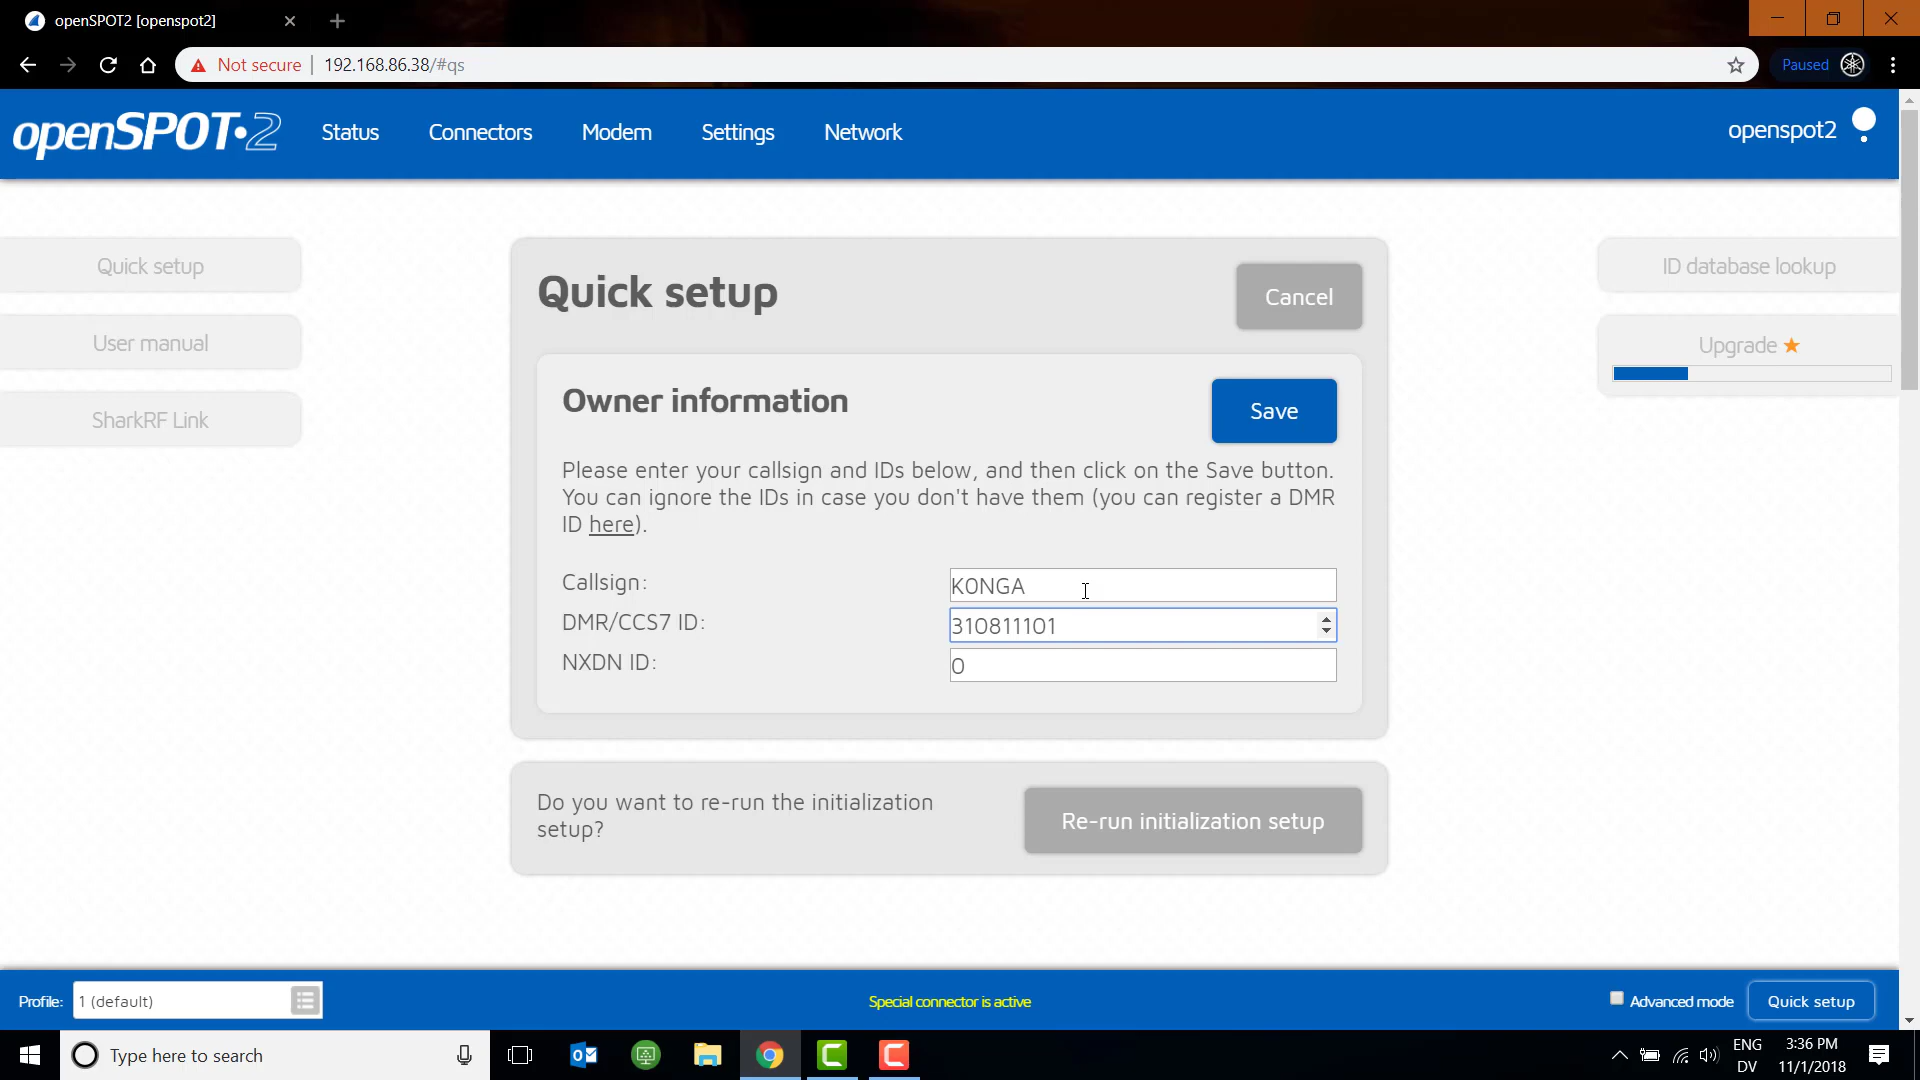 openSPOT2 [openspot2]
Not secure
192.168.86.38/#qs
Paused
openSPOT•2
Status
Connectors
Modem
Settings
Network
openspot2
Quick setup
User manual
SharkRF Link
Quick setup
Cancel
Owner information
Save
Please enter your callsign and IDs below, and then click on the Save button.
You can ignore the IDs in case you don't have them (you can register a DMR
ID here).
Callsign:
K0NGA
DMR/CCS7 ID:
310811101
NXDN ID:
0
Do you want to re-run the initialization
setup?
Re-run initialization setup
ID database lookup
Upgrade
Profile:
1 (default)
Special connector is active
Advanced mode
Quick setup
Type here to search
ENG
DV
3:36 PM
11/1/2018